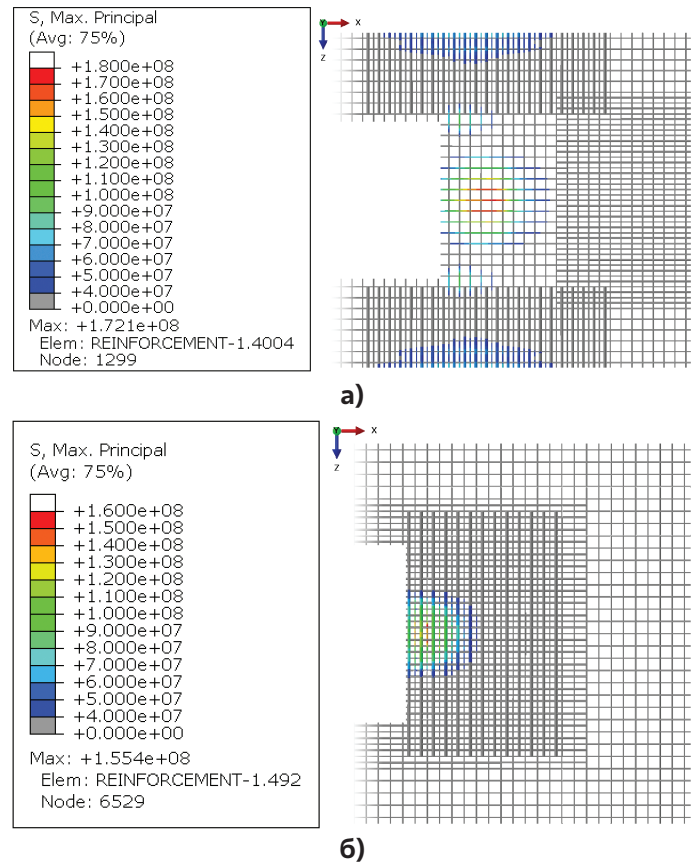 S, Max. Principal
(Avg: 75%)
+1.800e+08
+1.700e+08
+1.600e+08
+1.500e+08
+1.400e+08
+1.300e+08
+1.200e+08
+1.100e+08
+1.000e+08
+9.000e+07
+8.000e+07
+7.000e+07
+6.000e+07
+5.000e+07
+4.000e+07
+0.000e+00
Max: +1.721e+08
Elem: REINFORCEMENT-1.4004
Node: 1299
Y
X
Z
а)
S, Max. Principal
(Avg: 75%)
+1.600e+08
+1.500e+08
+1.400e+08
+1.300e+08
+1.200e+08
+1.100e+08
+1.000e+08
+9.000e+07
+8.000e+07
+7.000e+07
+6.000e+07
+5.000e+07
+4.000e+07
+0.000e+00
Max: +1.554e+08
Elem: REINFORCEMENT-1.492
Node: 6529
Y
X
Z
б)